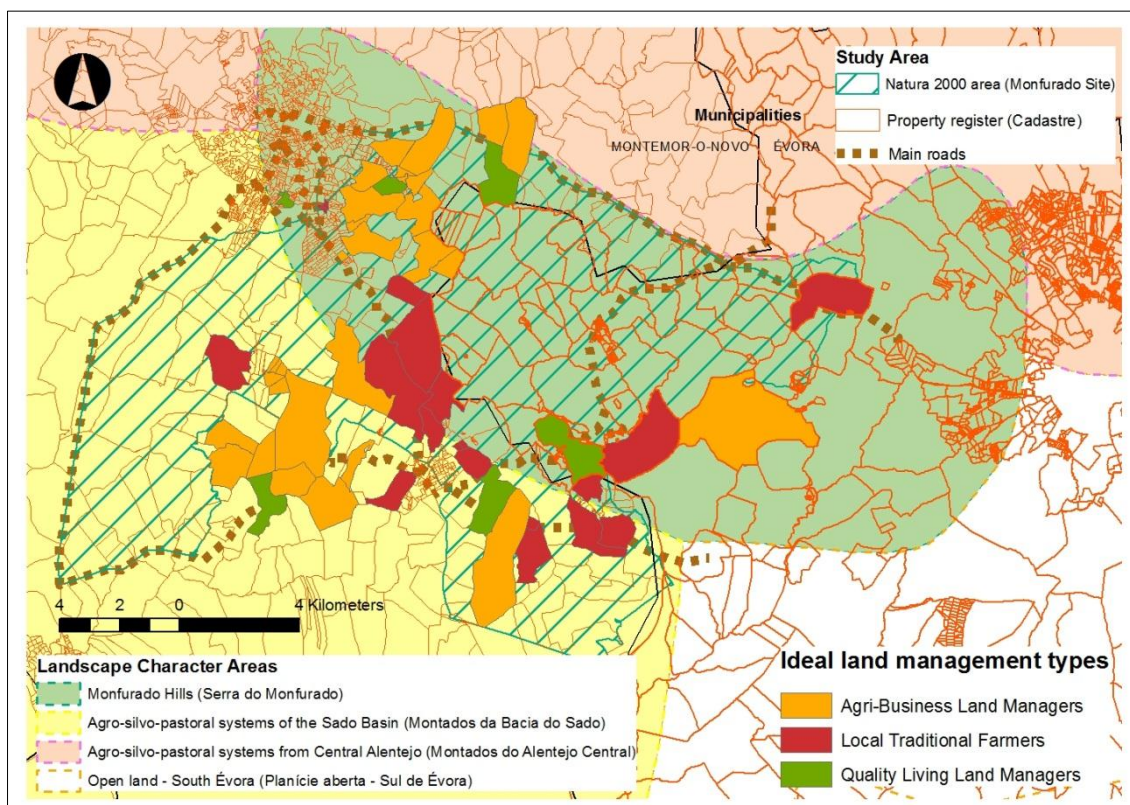 Study Area
Natura 2000 area (Monfurado Site)
Property register (Cadastre)
Main roads
Municipalities
MONTEMOR-O-NOVO ÉVORA
4 2 0 4 Kilometers
Landscape Character Areas
Monfurado Hills (Serra do Monfurado)
Agro-silvo-pastoral systems of the Sado Basin (Montados da Bacia do Sado)
Agro-silvo-pastoral systems from Central Alentejo (Montados do Alentejo Central)
Open land - South Évora (Planície aberta - Sul de Évora)
Ideal land management types
Agri-Business Land Managers
Local Traditional Farmers
Quality Living Land Managers